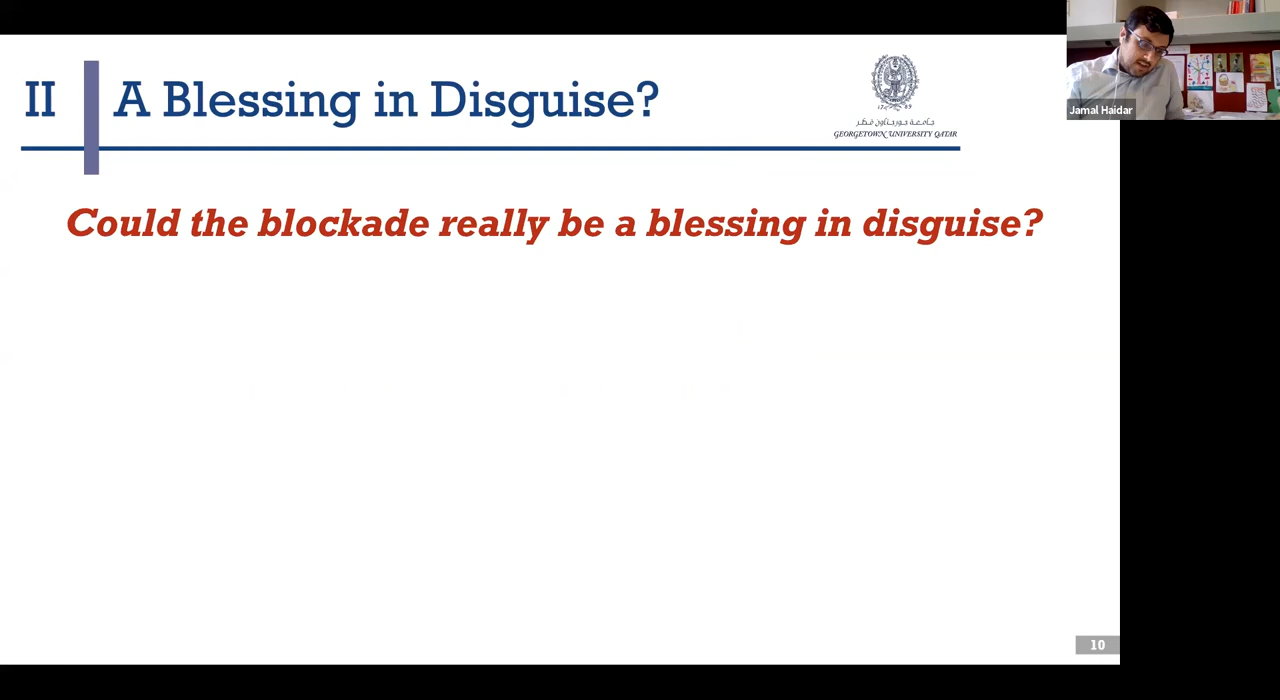 II A Blessing in Disguise?
جامعة جورجتاون قطر
GEORGETOWN UNIVERSITY QATAR
Jamal Haidar
Could the blockade really be a blessing in disguise?
10